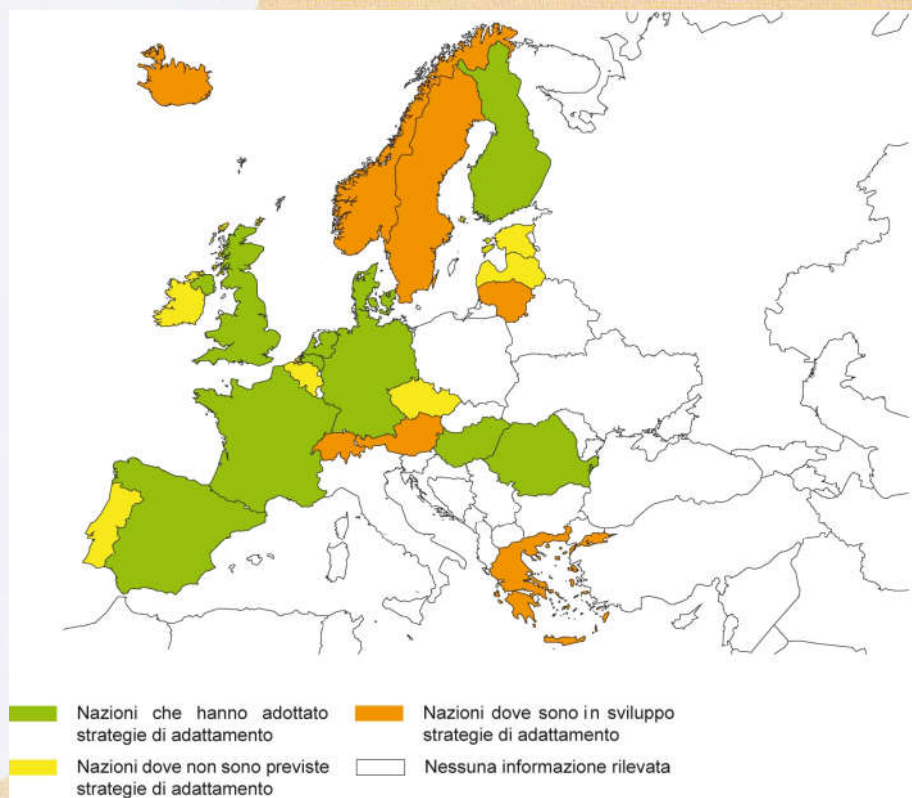 Nazioni che hanno adottato
strategie di adattamento
Nazioni dove sono in sviluppo
strategie di adattamento
Nazioni dove non sono previste
strategie di adattamento
Nessuna informazione rilevata